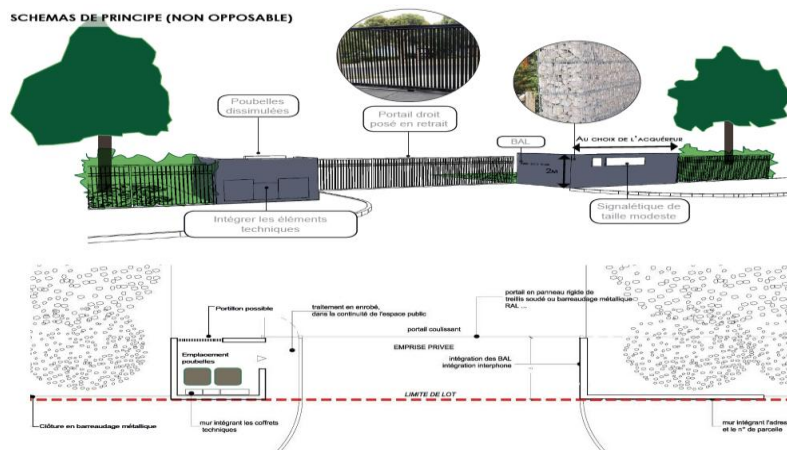 SCHEMAS DE PRINCIPE (NON OPPOSABLE)
Poubelles
dissimulées
Portail droit
posé en retrait
BAL
AU CHOIX DE L'ACQUÉREUR
2M
Intégrer les éléments
techniques
Signalétique de
taille modeste
Portillon possible
traitement en enrobé,
dans la continuité de l'espace public
portail en panneau rigide de
treillis soudé ou barreaudage métallique
RAL ...
portail coulissant
Emplacement
poubelles
EMPRISE PRIVEE
intégration des BAL
intégration interphone
LIMITE DE LOT
Clôture en barreaudage métallique
mur intégrant les coffrets
techniques
mur intégrant l'adres
et le n° de parcelle